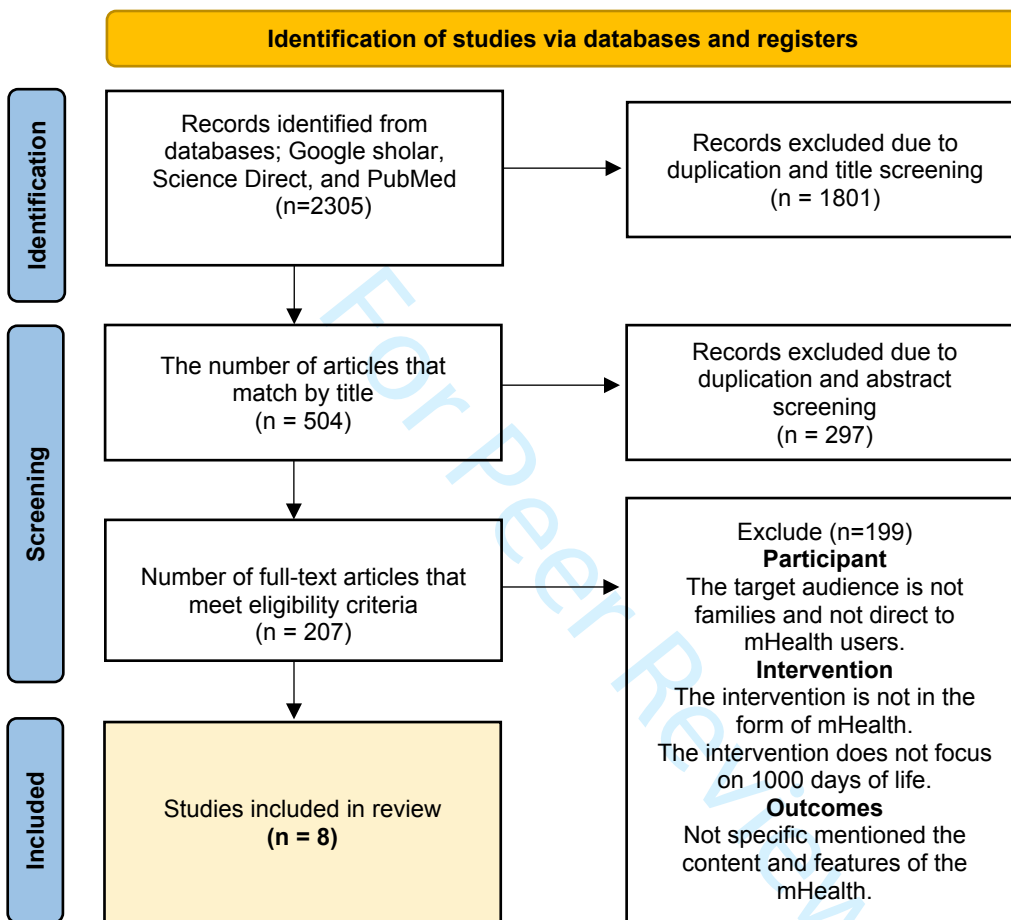 Identification of studies via databases and registers
Identification
Records identified from
databases; Google sholar,
Science Direct, and PubMed
(n=2305)
Records excluded due to
duplication and title screening
(n = 1801)
Screening
The number of articles that
match by title
(n = 504)
Records excluded due to
duplication and abstract
screening
(n = 297)
Number of full-text articles that
meet eligibility criteria
(n = 207)
Exclude (n=199)
Participant
The target audience is not
families and not direct to
mHealth users.
Intervention
The intervention is not in the
form of mHealth.
The intervention does not focus
on 1000 days of life.
Outcomes
Not specific mentioned the
content and features of the
mHealth.
Included
Studies included in review
(n = 8)
For Peer Review